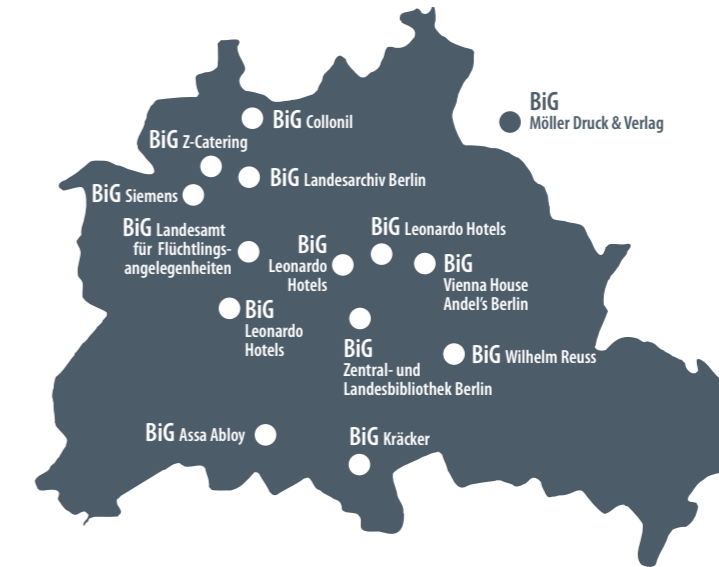 BiG
Möller Druck & Verlag
BiG Collonil
BiG Z-Catering
BiG Landesarchiv Berlin
BiG Siemens
BiG Landesamt
für Flüchtlings-
angelegenheiten
BiG
Leonardo
Hotels
BiG Leonardo Hotels
BiG
Vienna House
Andel's Berlin
BiG
Leonardo
Hotels
BiG
Zentral- und
Landesbibliothek Berlin
BiG Wilhelm Reuss
BiG Assa Abloy
BiG Kräcker